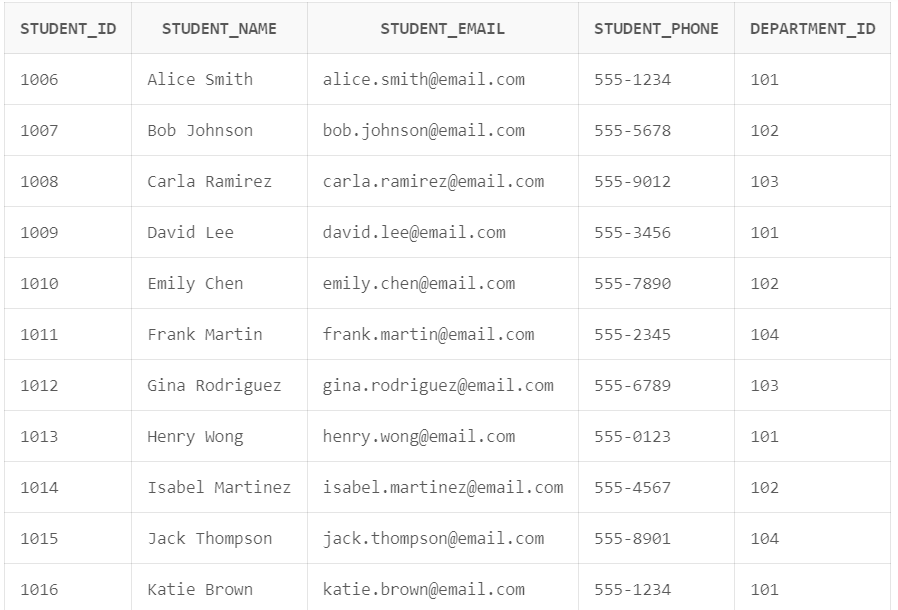 STUDENT_ID STUDENT_NAME STUDENT_EMAIL STUDENT_PHONE DEPARTMENT_ID
1006 Alice Smith alice.smith@email.com 555-1234 101
1007 Bob Johnson bob.johnson@email.com 555-5678 102
1008 Carla Ramirez carla.ramirez@email.com 555-9012 103
1009 David Lee david.lee@email.com 555-3456 101
1010 Emily Chen emily.chen@email.com 555-7890 102
1011 Frank Martin frank.martin@email.com 555-2345 104
1012 Gina Rodriguez gina.rodriguez@email.com 555-6789 103
1013 Henry Wong henry.wong@email.com 555-0123 101
1014 Isabel Martinez isabel.martinez@email.com 555-4567 102
1015 Jack Thompson jack.thompson@email.com 555-8901 104
1016 Katie Brown katie.brown@email.com 555-1234 101